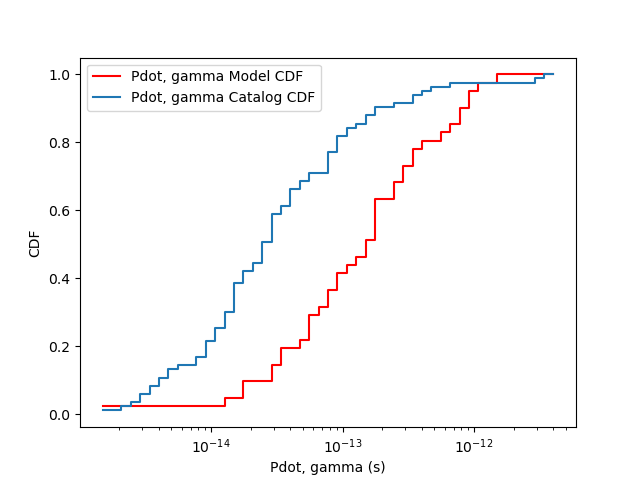 Pdot, gamma Model CDF
Pdot, gamma Catalog CDF
1.0
0.8
0.6
0.4
0.2
0.0
CDF
10⁻¹⁴
10⁻¹³
10⁻¹²
Pdot, gamma (s)